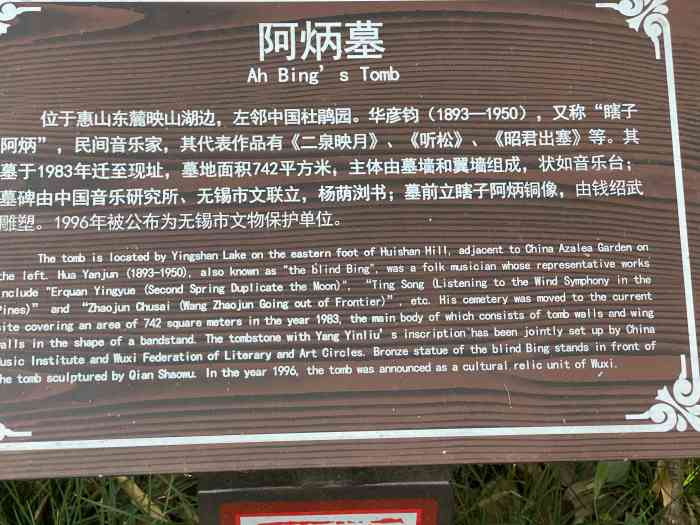 阿炳墓
Ah Bing's Tomb
位于惠山东麓映山湖边，左邻中国杜鹃园。华彦钧（1893—1950），又称“瞎子
阿炳”，民间音乐家，其代表作品有《二泉映月》、《听松》、《昭君出塞》等。其
墓于1983年迁至现址，墓地面积742平方米，主体由墓墙和翼墙组成，状如音乐台；
墓碑由中国音乐研究所、无锡市文联立，杨荫浏书；墓前立瞎子阿炳铜像，由钱绍武
雕塑。1996年被公布为无锡市文物保护单位。
The tomb is located by Yingshan Lake on the eastern foot of Huishan Hill, adjacent to China Azalea Garden on
the left. Hua Yanjun (1893-1950), also known as "the blind Bing", was a folk musician whose representative works
include "Erquan Yingyue (Second Spring Duplicate the Moon)", "Ting Song (Listening to the Wind Symphony in the
Pines)" and "Zhaojun Chusai (Wang Zhaojun Going out of Frontier)", etc. His cemetery was moved to the current
site covering an area of 742 square meters in the year 1983, the main body of which consists of tomb walls and wing
walls in the shape of a bandstand. The tombstone with Yang Yinliu's inscription has been jointly set up by China
Music Institute and Wuxi Federation of Literary and Art Circles. Bronze statue of the blind Bing stands in front of
the tomb sculptured by Qian Shaowu. In the year 1996, the tomb was announced as a cultural relic unit of Wuxi.